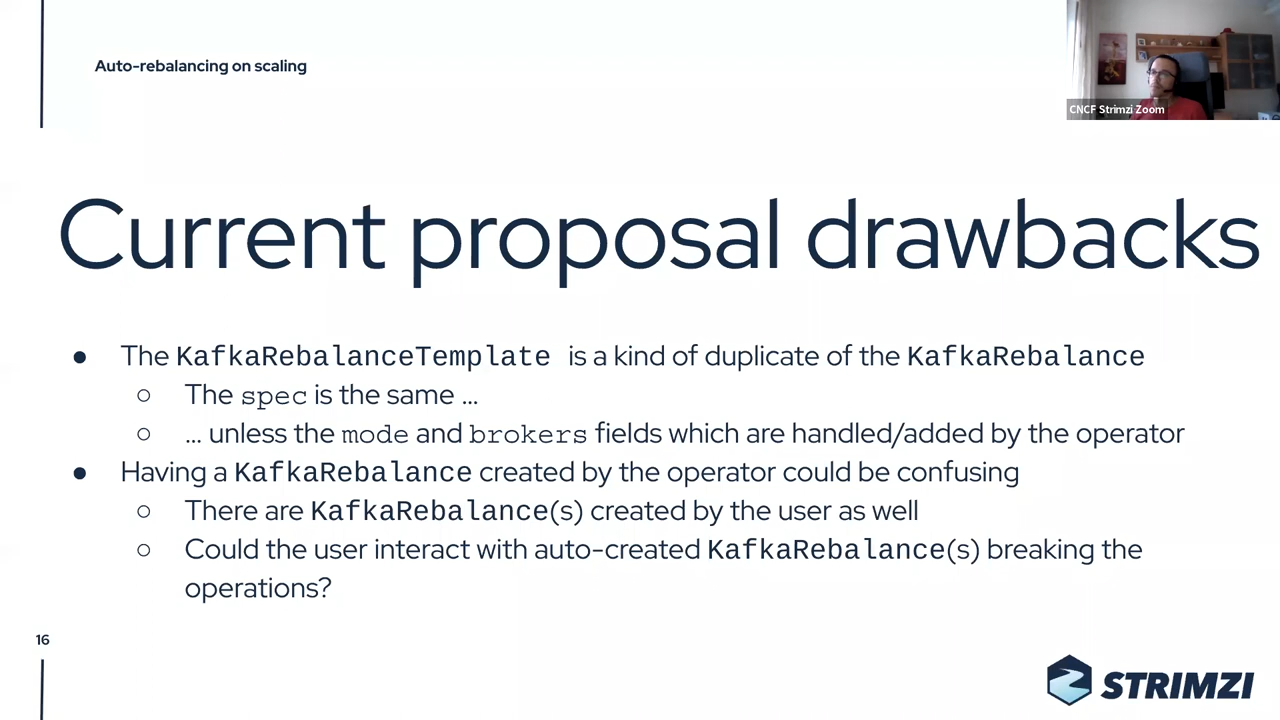 Auto-rebalancing on scaling
CNCF Strimzi Zoom
Current proposal drawbacks
● The KafkaRebalanceTemplate is a kind of duplicate of the KafkaRebalance
○ The spec is the same ...
○ ... unless the mode and brokers fields which are handled/added by the operator
● Having a KafkaRebalance created by the operator could be confusing
○ There are KafkaRebalance(s) created by the user as well
○ Could the user interact with auto-created KafkaRebalance(s) breaking the
operations?
16
STRIMZI